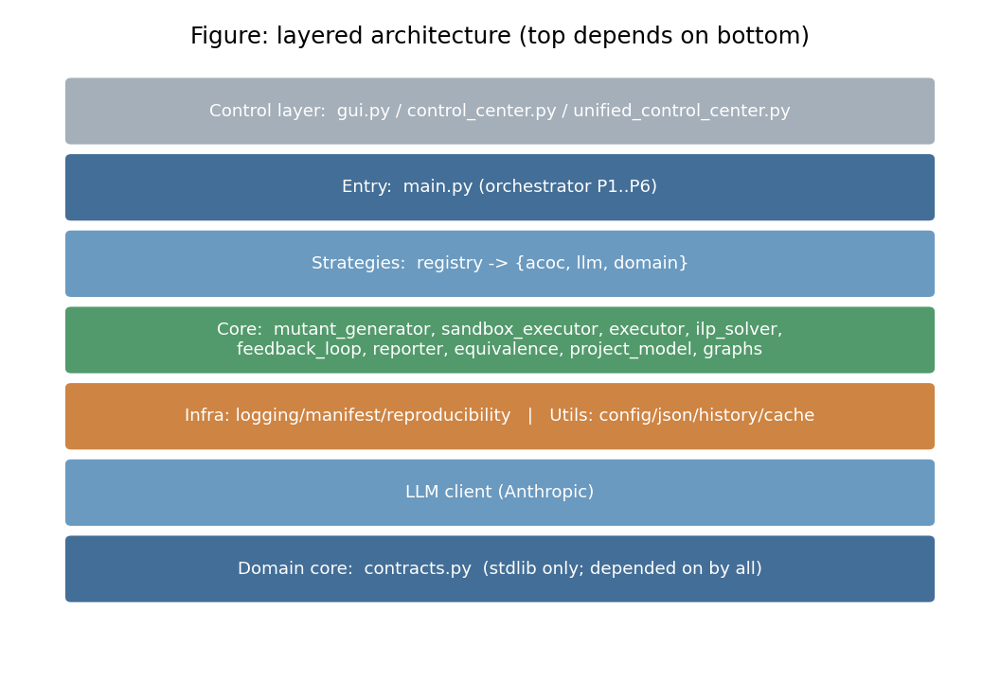 Figure: layered architecture (top depends on bottom)
Control layer:  gui.py / control_center.py / unified_control_center.py
Entry:  main.py (orchestrator P1..P6)
Strategies:  registry -> {acoc, llm, domain}
Core:  mutant_generator, sandbox_executor, executor, ilp_solver,
feedback_loop, reporter, equivalence, project_model, graphs
Infra: logging/manifest/reproducibility   |   Utils: config/json/history/cache
LLM client (Anthropic)
Domain core:  contracts.py  (stdlib only; depended on by all)